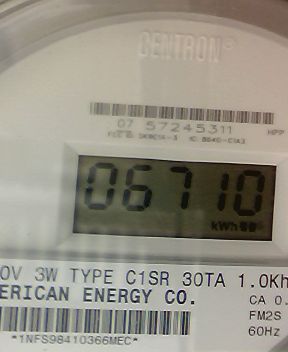 CENTRON®
07 57245311
HPP
06710
kWh
0V 3W TYPE C1SR 30TA 1.0Kh
ERICAN ENERGY CO.
CA 0.
FM2S
60Hz
*1NFS98410366MEC*